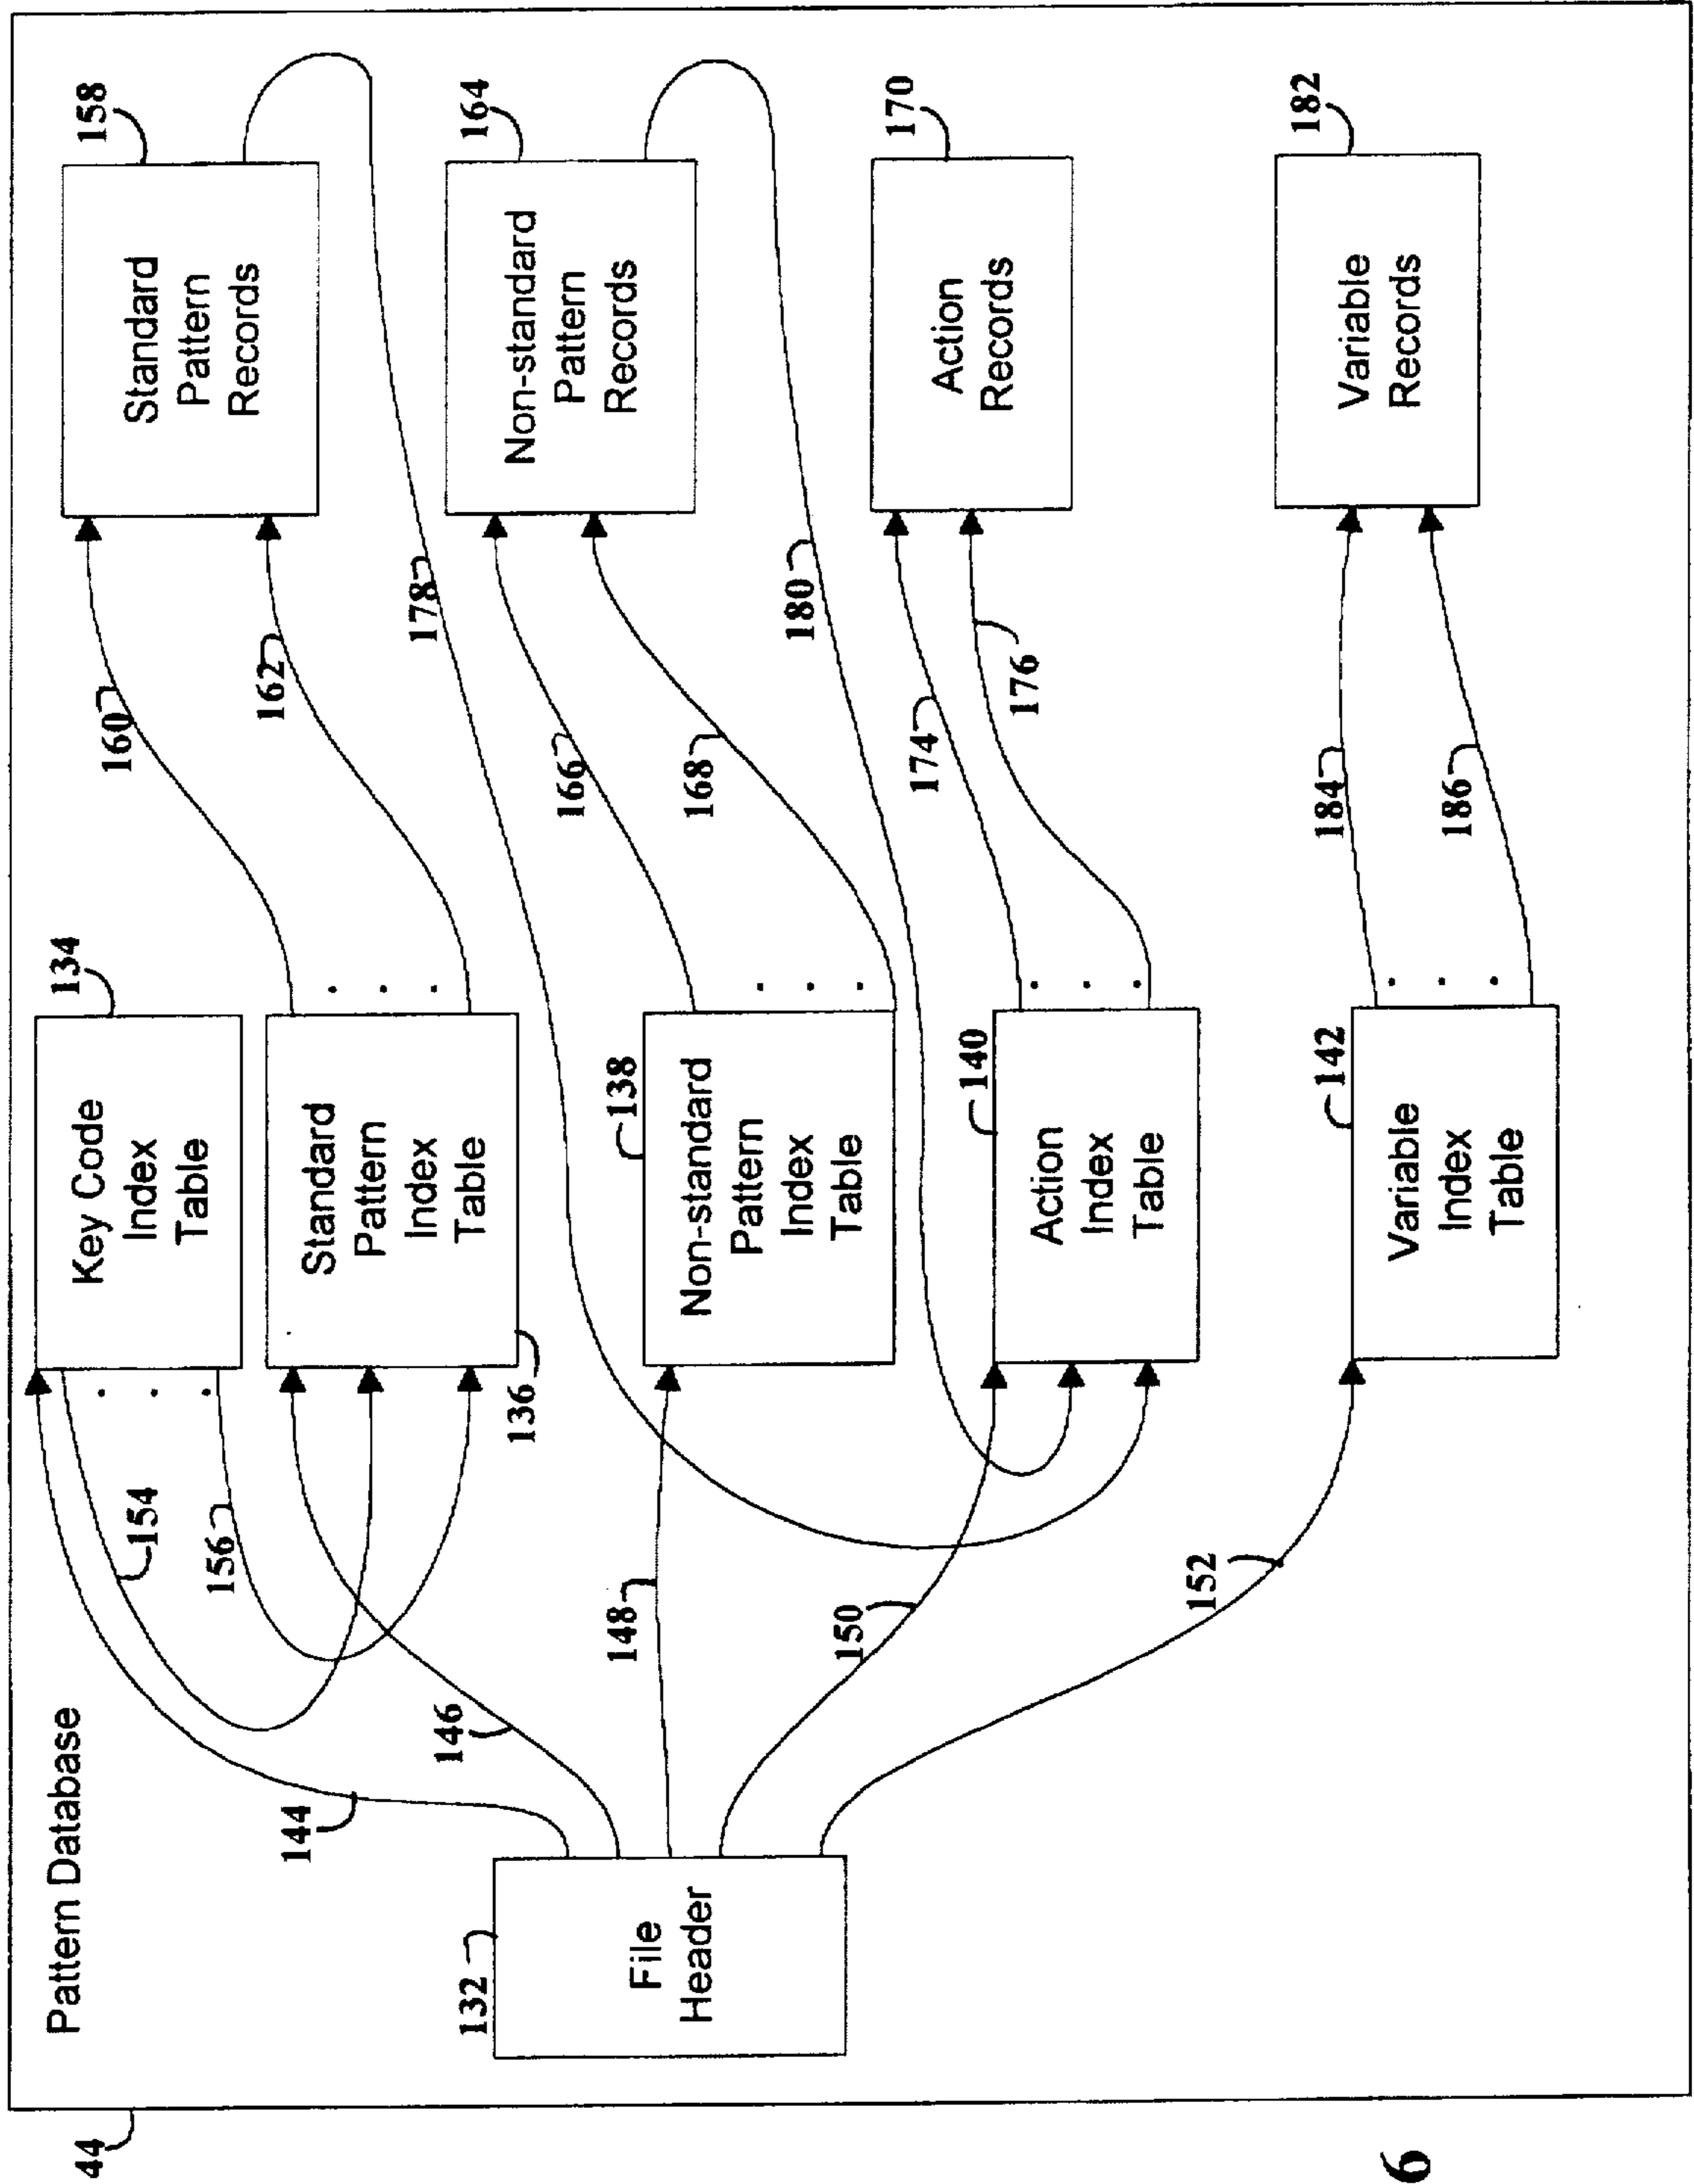 44
Pattern Database
132
File
Header
144
146
148
150
152
154
156
134
Key Code
Index
Table
136
Standard
Pattern
Index
Table
138
Non-standard
Pattern
Index
Table
140
Action
Index
Table
142
Variable
Index
Table
160
162
178
166
168
180
174
176
184
186
158
Standard
Pattern
Records
164
Non-standard
Pattern
Records
170
Action
Records
182
Variable
Records
6